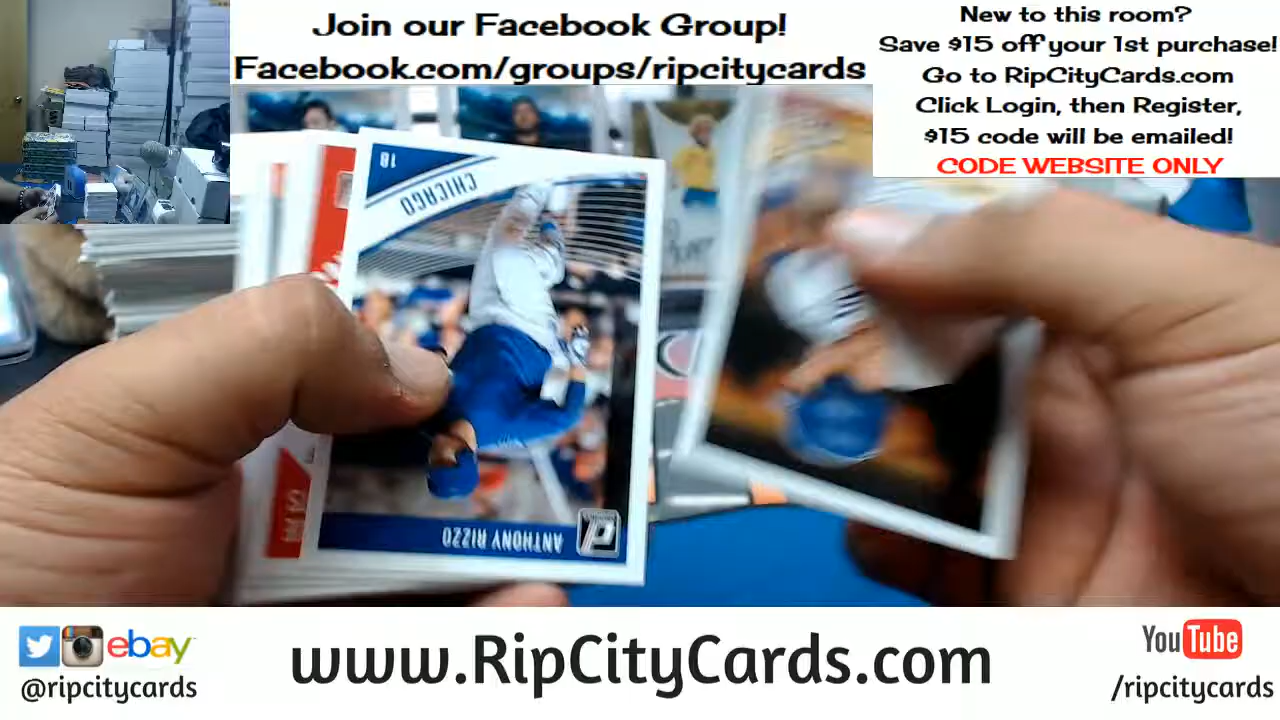 Join our Facebook Group!
Facebook.com/groups/ripcitycards
New to this room?
Save $15 off your 1st purchase!
Go to RipCityCards.com
Click Login, then Register,
$15 code will be emailed!
CODE WEBSITE ONLY
18
CHICAGO
ANTHONY RIZZO
ebay
@ripcitycards
www.RipCityCards.com
YouTube
/ripcitycards